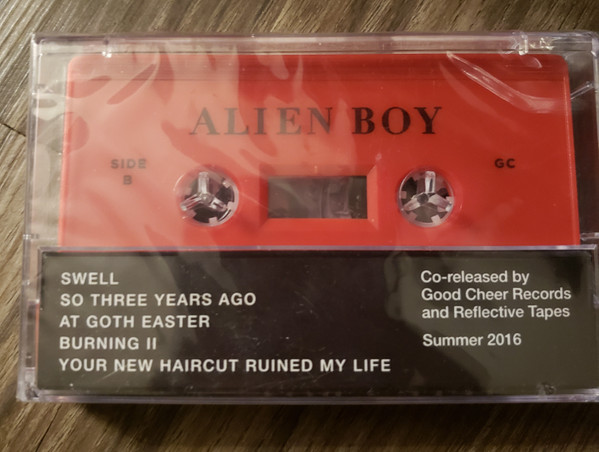 ALIEN BOY
SIDE
B
GC
SWELL
SO THREE YEARS AGO
AT GOTH EASTER
BURNING II
YOUR NEW HAIRCUT RUINED MY LIFE
Co-released by
Good Cheer Records
and Reflective Tapes
Summer 2016